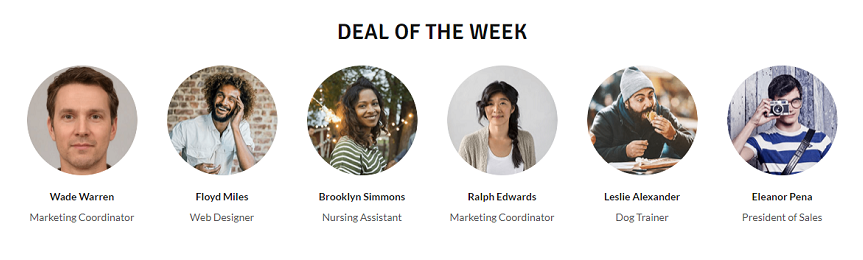 DEAL OF THE WEEK
Wade Warren
Marketing Coordinator
Floyd Miles
Web Designer
Brooklyn Simmons
Nursing Assistant
Ralph Edwards
Marketing Coordinator
Leslie Alexander
Dog Trainer
Eleanor Pena
President of Sales